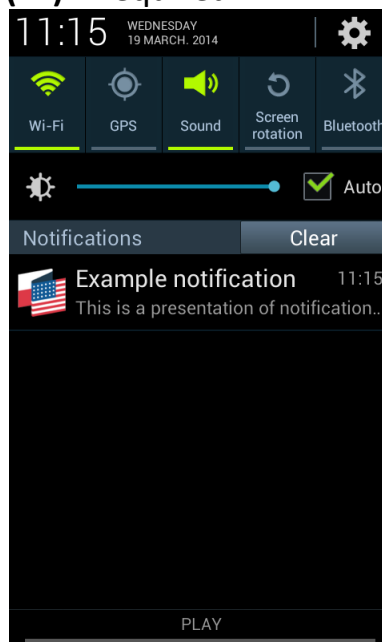 11:15 WEDNESDAY
19 MARCH. 2014
Wi-Fi GPS Sound Screen rotation Bluetooth
Auto
Notifications Clear
Example notification 11:15
This is a presentation of notification..
PLAY